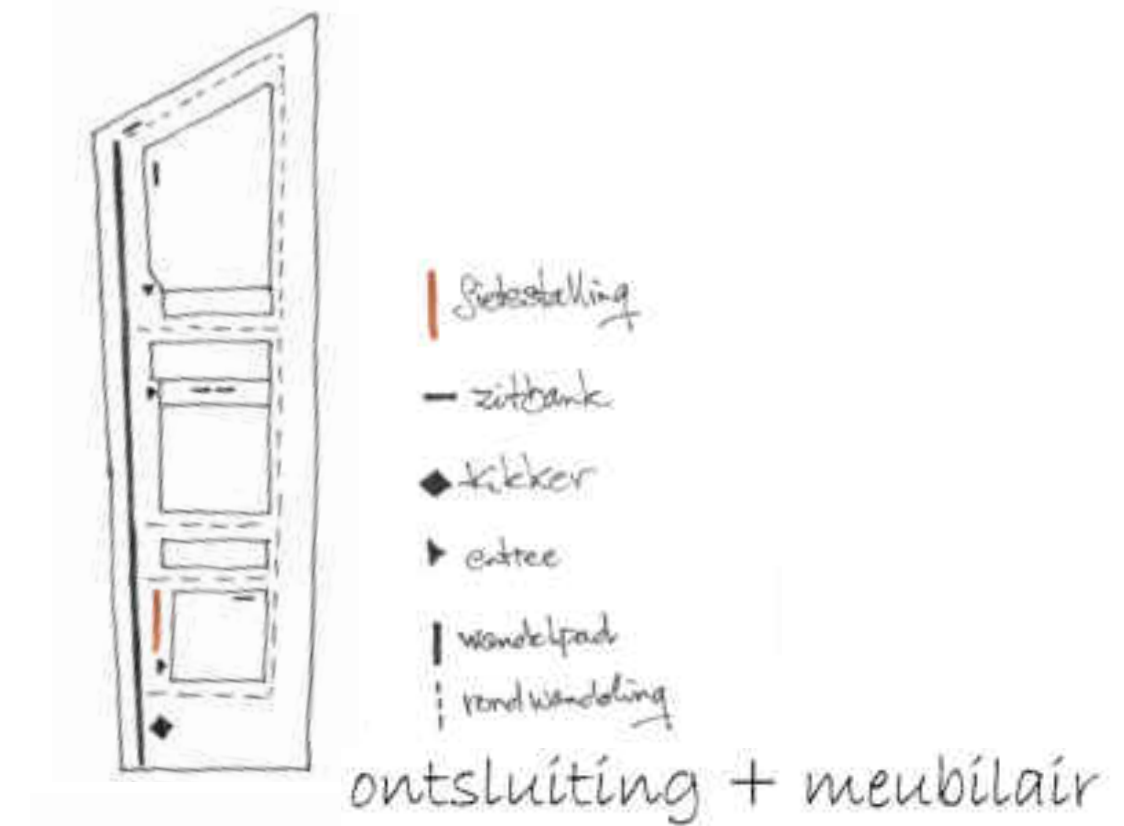 fietsstalling
zitbank
kikker
entree
wandelpad
rondwandeling
ontsluiting + meubilair